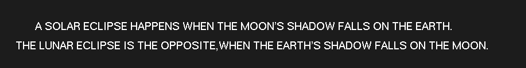 A SOLAR ECLIPSE HAPPENS WHEN THE MOON'S SHADOW FALLS ON THE EARTH.
THE LUNAR ECLIPSE IS THE OPPOSITE,WHEN THE EARTH'S SHADOW FALLS ON THE MOON.